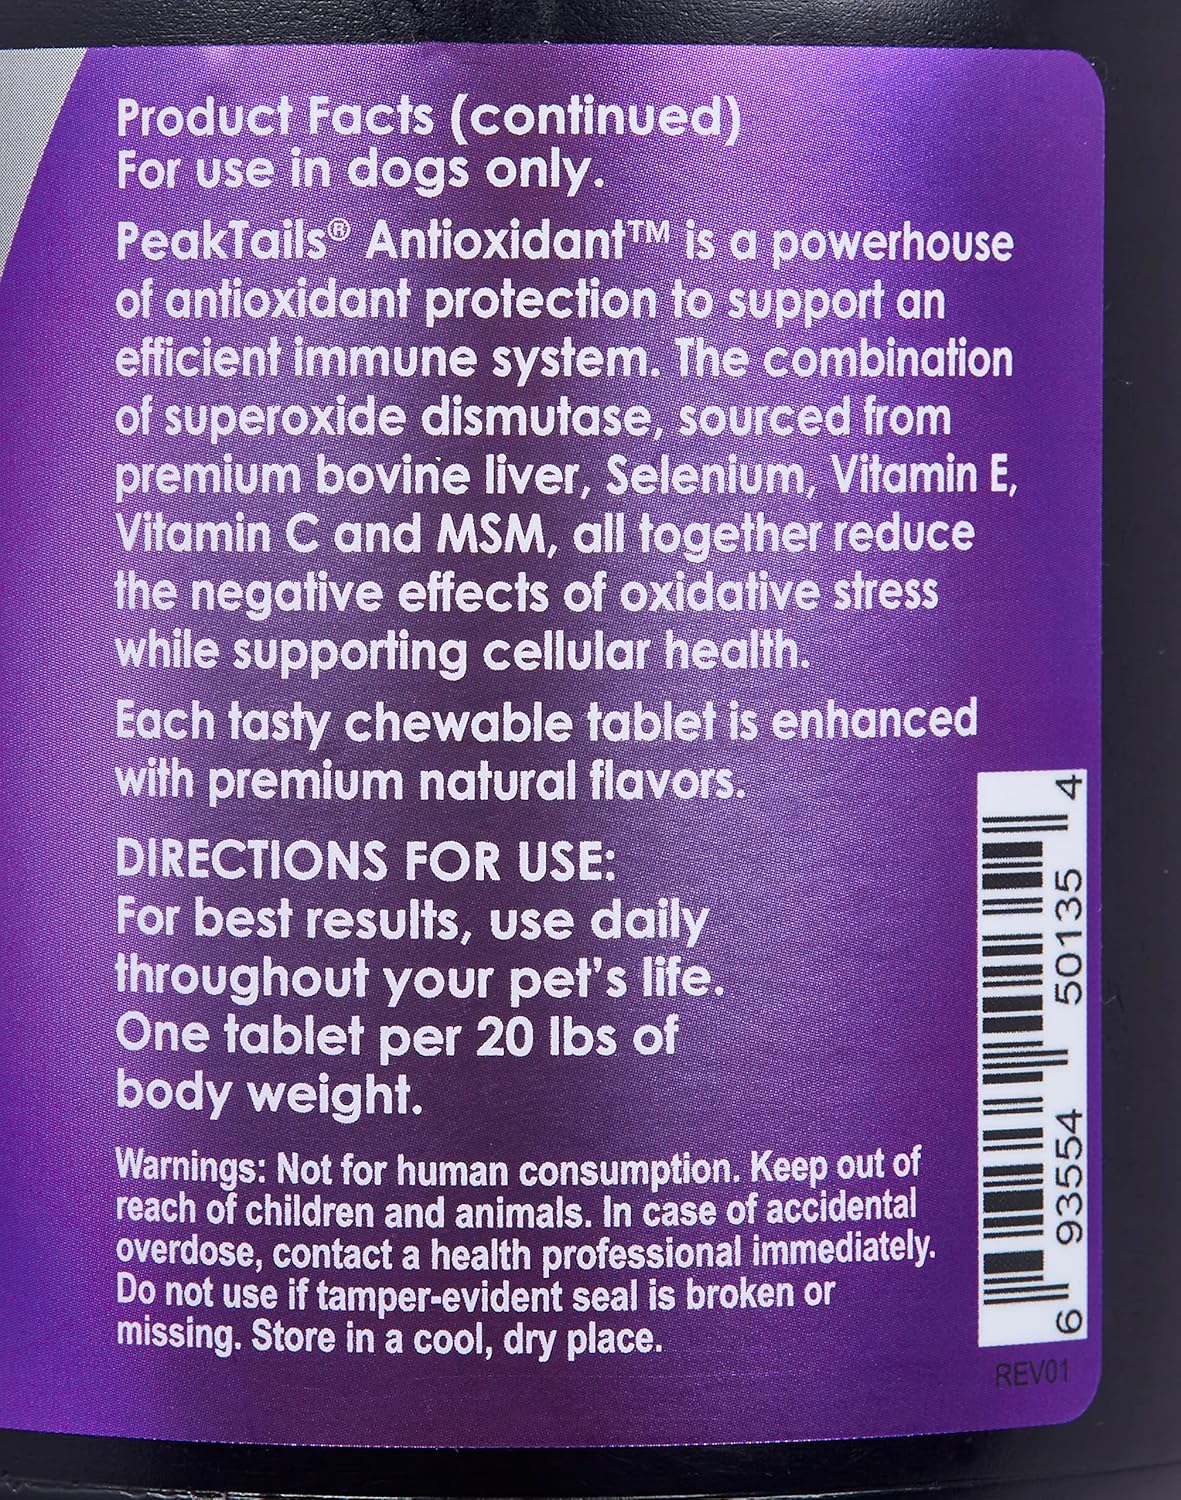 Product Facts (continued)
For use in dogs only.
PeakTails® Antioxidant™ is a powerhouse
of antioxidant protection to support an
efficient immune system. The combination
of superoxide dismutase, sourced from
premium bovine liver, Selenium, Vitamin E,
Vitamin C and MSM, all together reduce
the negative effects of oxidative stress
while supporting cellular health.
Each tasty chewable tablet is enhanced
with premium natural flavors.
DIRECTIONS FOR USE:
For best results, use daily
throughout your pet's life.
One tablet per 20 lbs of
body weight.
Warnings: Not for human consumption. Keep out of
reach of children and animals. In case of accidental
overdose, contact a health professional immediately.
Do not use if tamper-evident seal is broken or
missing. Store in a cool, dry place.
6 93554 50135 4
REV01